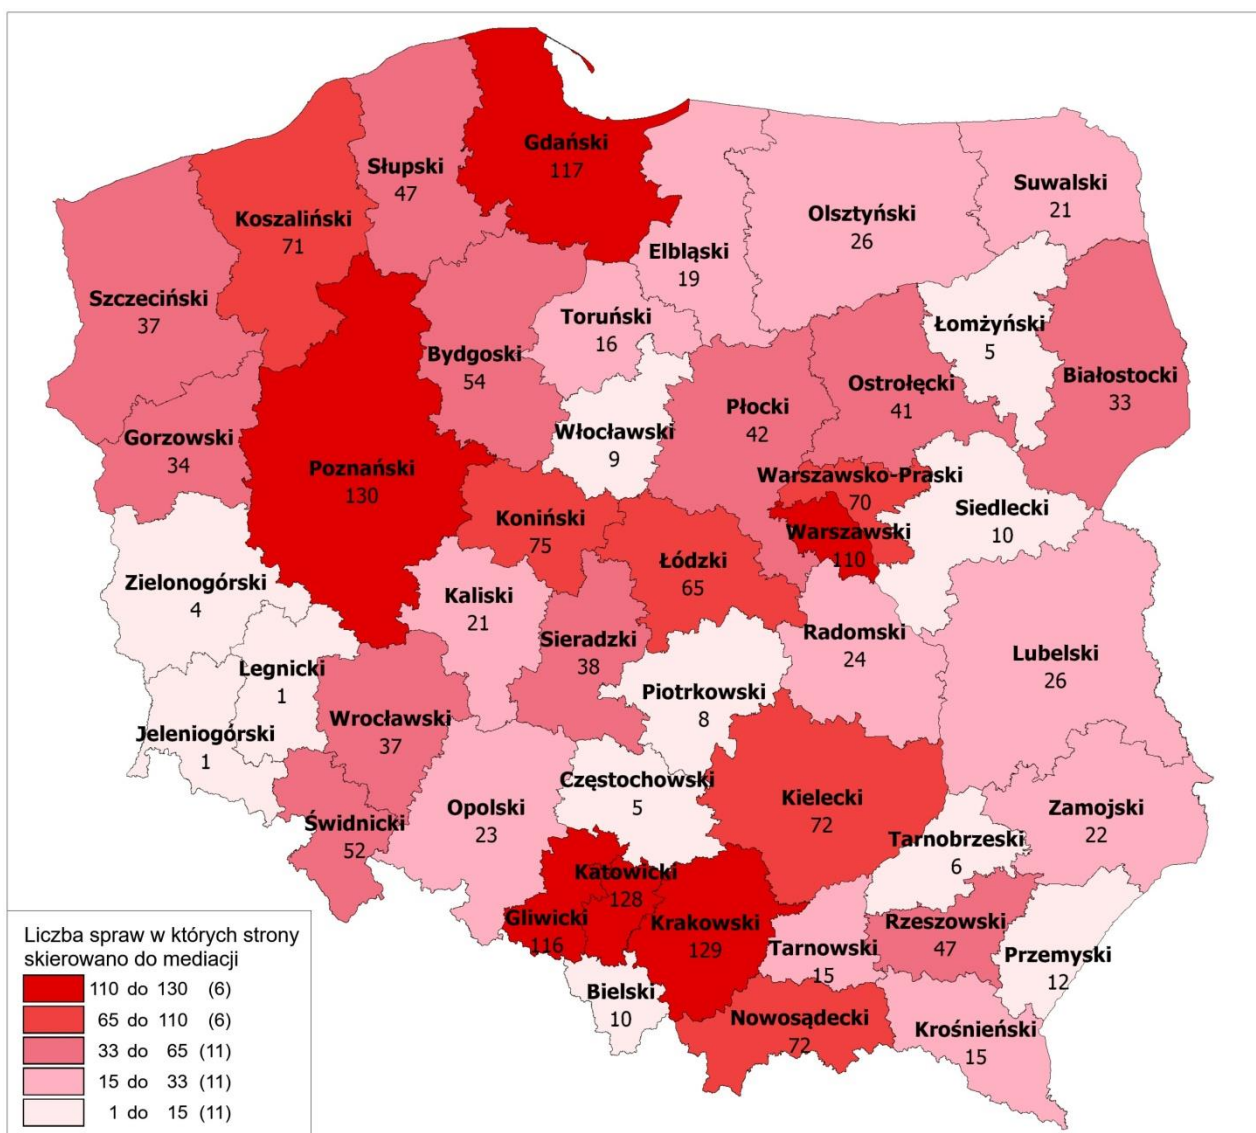 Gdański
117
Słupski
47
Koszaliński
71
Suwalski
21
Olsztyński
26
Elbląski
19
Szczeciński
37
Toruński
16
Łomżyński
5
Bydgoski
54
Białostocki
33
Ostrołęcki
41
Płocki
42
Gorzowski
34
Włocławski
9
Poznański
130
Warszawsko-Praski
70
Siedlecki
10
Koniński
75
Warszawski
110
Łódzki
65
Zielonogórski
4
Kaliski
21
Sieradzki
38
Radomski
24
Lubelski
26
Legnicki
1
Piotrkowski
8
Wrocławski
37
Jeleniogórski
1
Częstochowski
5
Kielecki
72
Opolski
23
Zamojski
22
Świdnicki
52
Tarnobrzeski
6
Katowicki
128
Gliwicki
116
Krakowski
129
Rzeszowski
47
Tarnowski
15
Przemyski
12
Bielski
10
Nowosądecki
72
Krośnieński
15
Liczba spraw w których strony
skierowano do mediacji
110 do 130 (6)
65 do 110 (6)
33 do 65 (11)
15 do 33 (11)
1 do 15 (11)